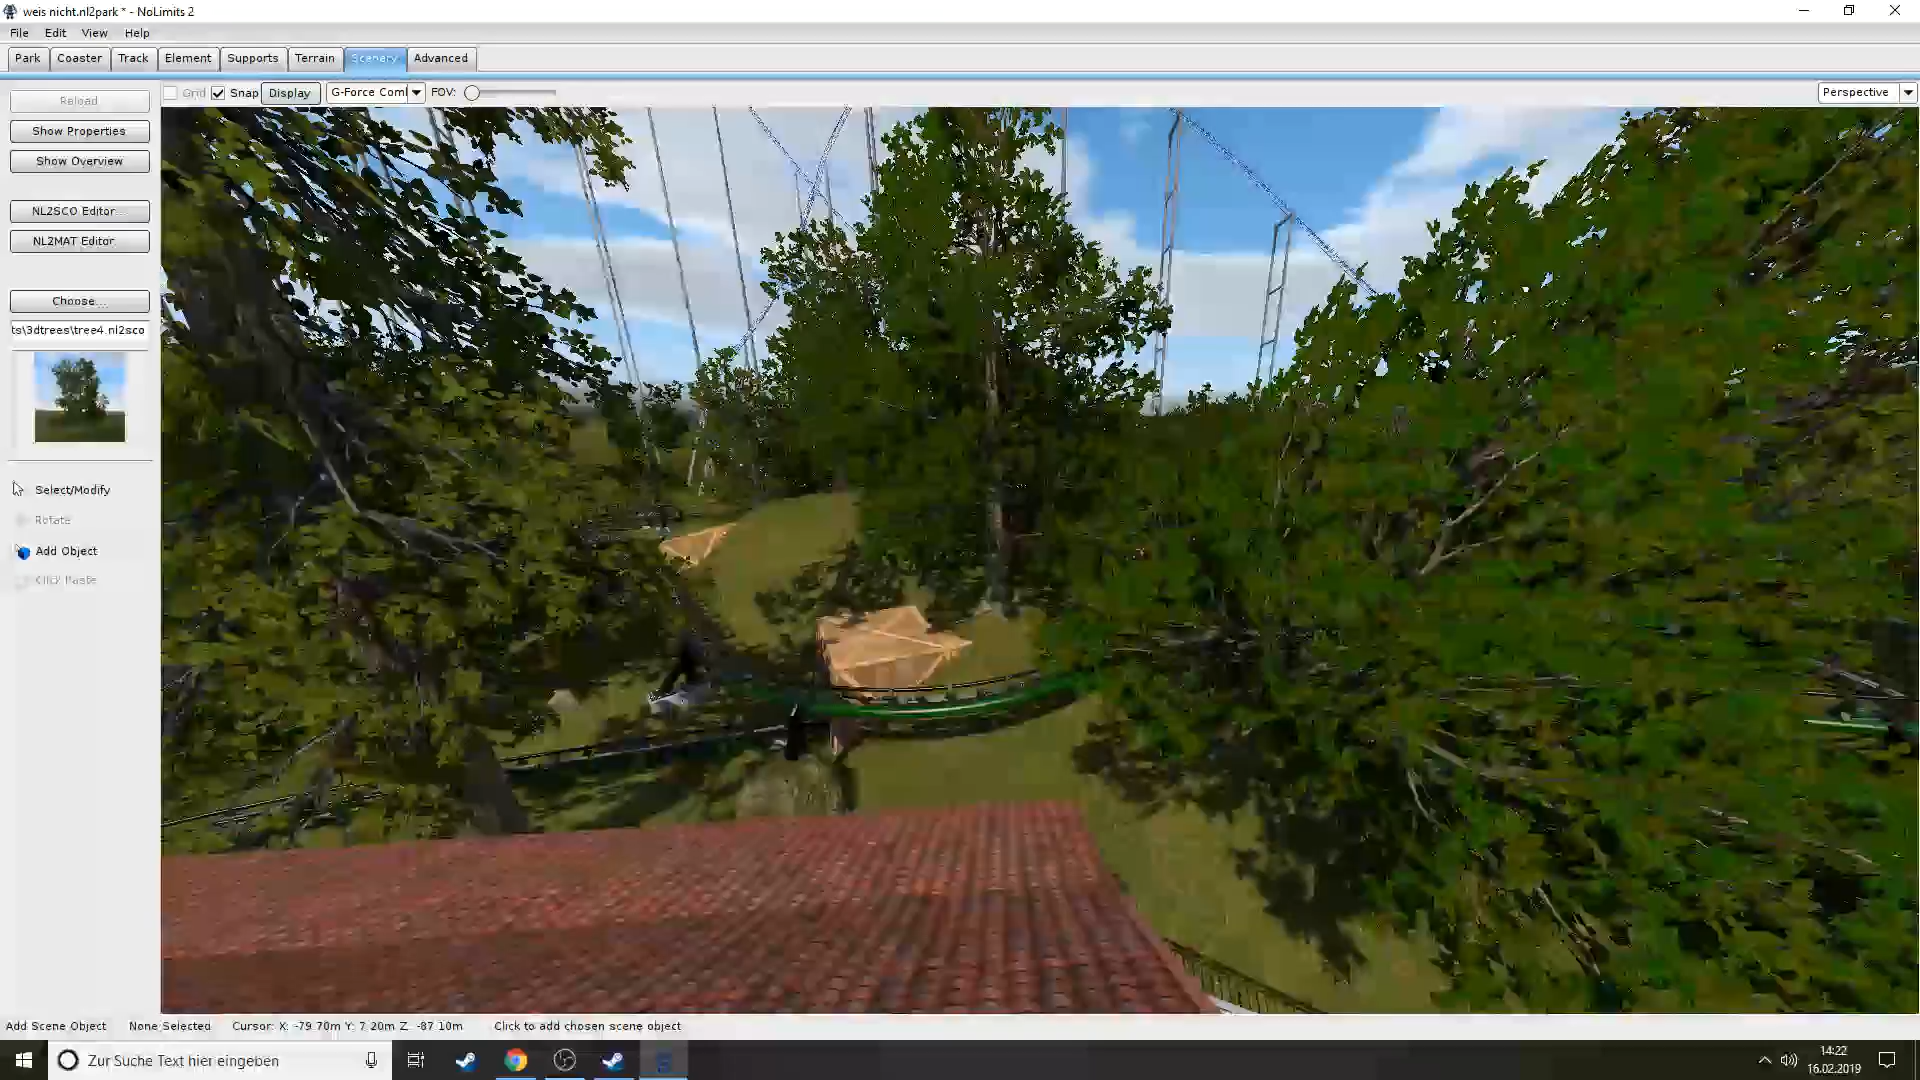 weis nicht.nl2park * - NoLimits 2
File Edit View Help
Park Coaster Track Element Supports Terrain Scenery Advanced
Reload
Grid Snap Display G-Force Coml FOV: Perspective
Show Properties
Show Overview
NL2SCO Editor...
NL2MAT Editor
Choose...
ts\3dtrees\tree4.nl2sco
Select/Modify
Rotate
Add Object
Click Paste
Add Scene Object None Selected Cursor: X: -79 70m Y: 7 20m Z: -87 10m Click to add chosen scene object
Zur Suche Text hier eingeben
14:22
16.02.2019